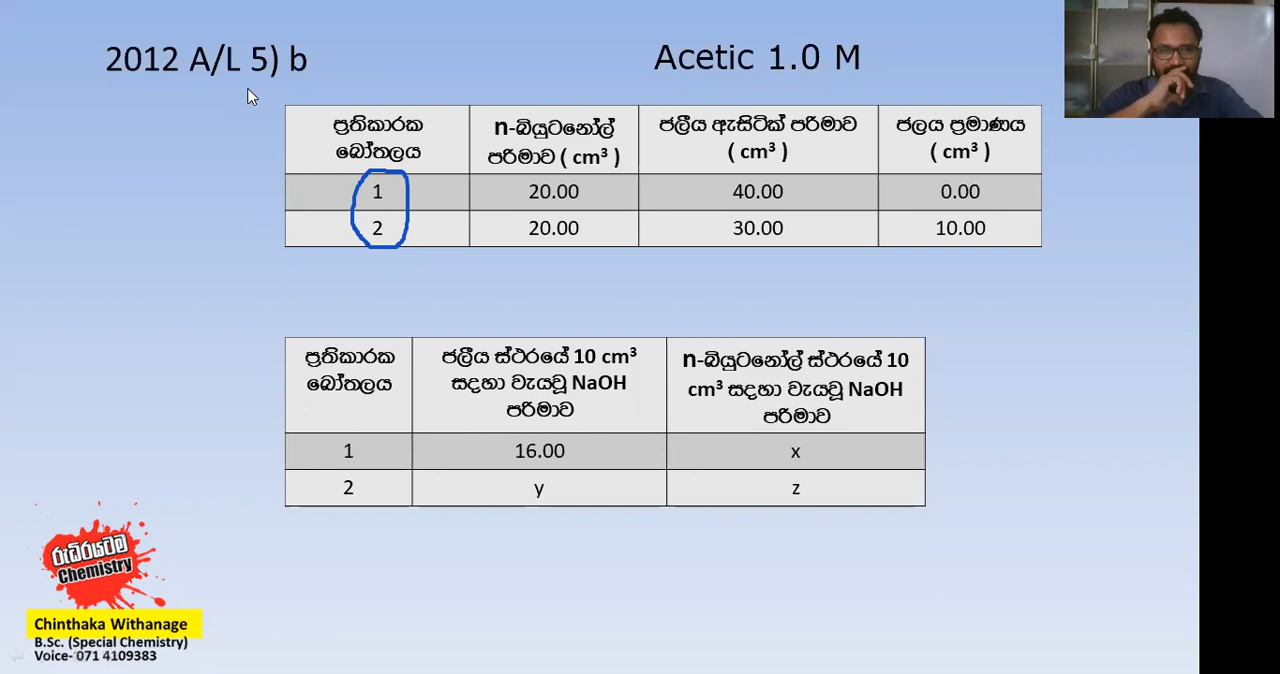 2012 A/L 5) b
Acetic 1.0 M
ප්‍රතිකාරක
බෝතලය
n-බියුටනෝල්
පරිමාව ( cm³ )
ජලීය ඇසිටික් පරිමාව
( cm³ )
ජලය ප්‍රමාණය
( cm³ )
1 20.00 40.00 0.00
2 20.00 30.00 10.00
ප්‍රතිකාරක
බෝතලය
ජලීය ස්ථරයේ 10 cm³
සදහා වැයවූ NaOH
පරිමාව
n-බියුටනෝල් ස්ථරයේ 10
cm³ සදහා වැයවූ NaOH
පරිමාව
1 16.00 x
2 y z
රුධිරයටම
Chemistry
Chinthaka Withanage
B.Sc. (Special Chemistry)
Voice- 071 4109383